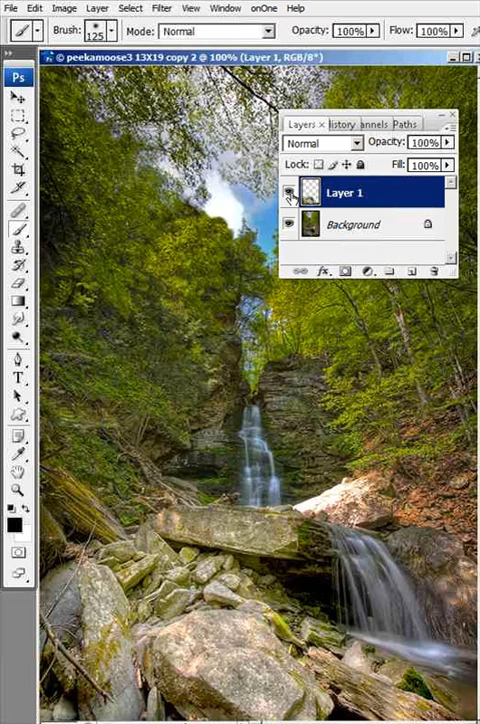 File Edit Image Layer Select Filter View Window onOne Help
Brush: 125 Mode: Normal Opacity: 100% Flow: 100%
Ps © peekamoose3 13X19 copy 2 @ 100% (Layer 1, RGB/8*)
Ps
Layers × History annels Paths
Normal Opacity: 100%
Lock: Fill: 100%
Layer 1
Background
T